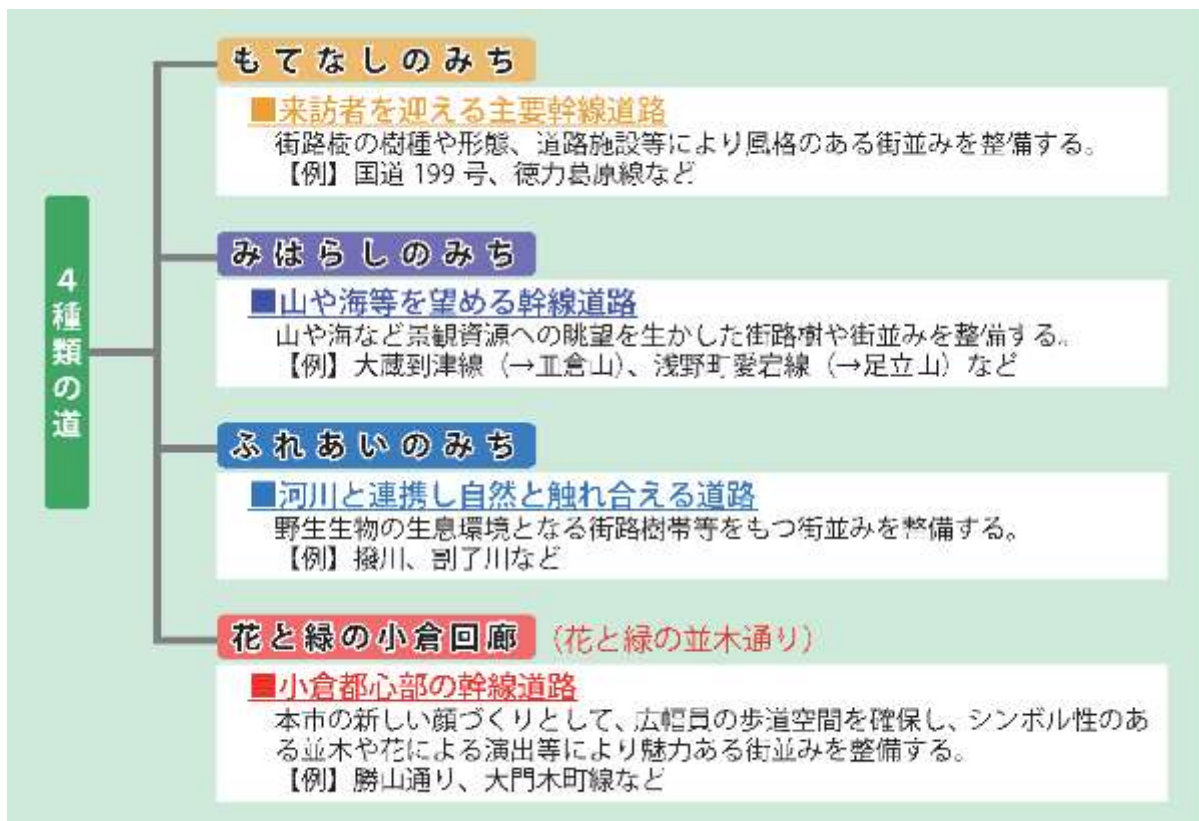 4種類の道
もてなしのみち
■来訪者を迎える主要幹線道路
街路樹の樹種や形態、道路施設等により風格のある街並みを整備する。
【例】国道 199 号、徳力葛原線など
みはらしのみち
■山や海等を望める幹線道路
山や海など景観資源への眺望を生かした街路樹や街並みを整備する。
【例】大蔵到津線（→皿倉山）、浅野町愛宕線（→足立山）など
ふれあいのみち
■河川と連携し自然と触れ合える道路
野生生物の生息環境となる街路樹帯等をもつ街並みを整備する。
【例】撥川、割子川など
花と緑の小倉回廊（花と緑の並木通り）
■小倉都心部の幹線道路
本市の新しい顔づくりとして、広幅員の歩道空間を確保し、シンボル性のあ
る並木や花による演出等により魅力ある街並みを整備する。
【例】勝山通り、大門木町線など